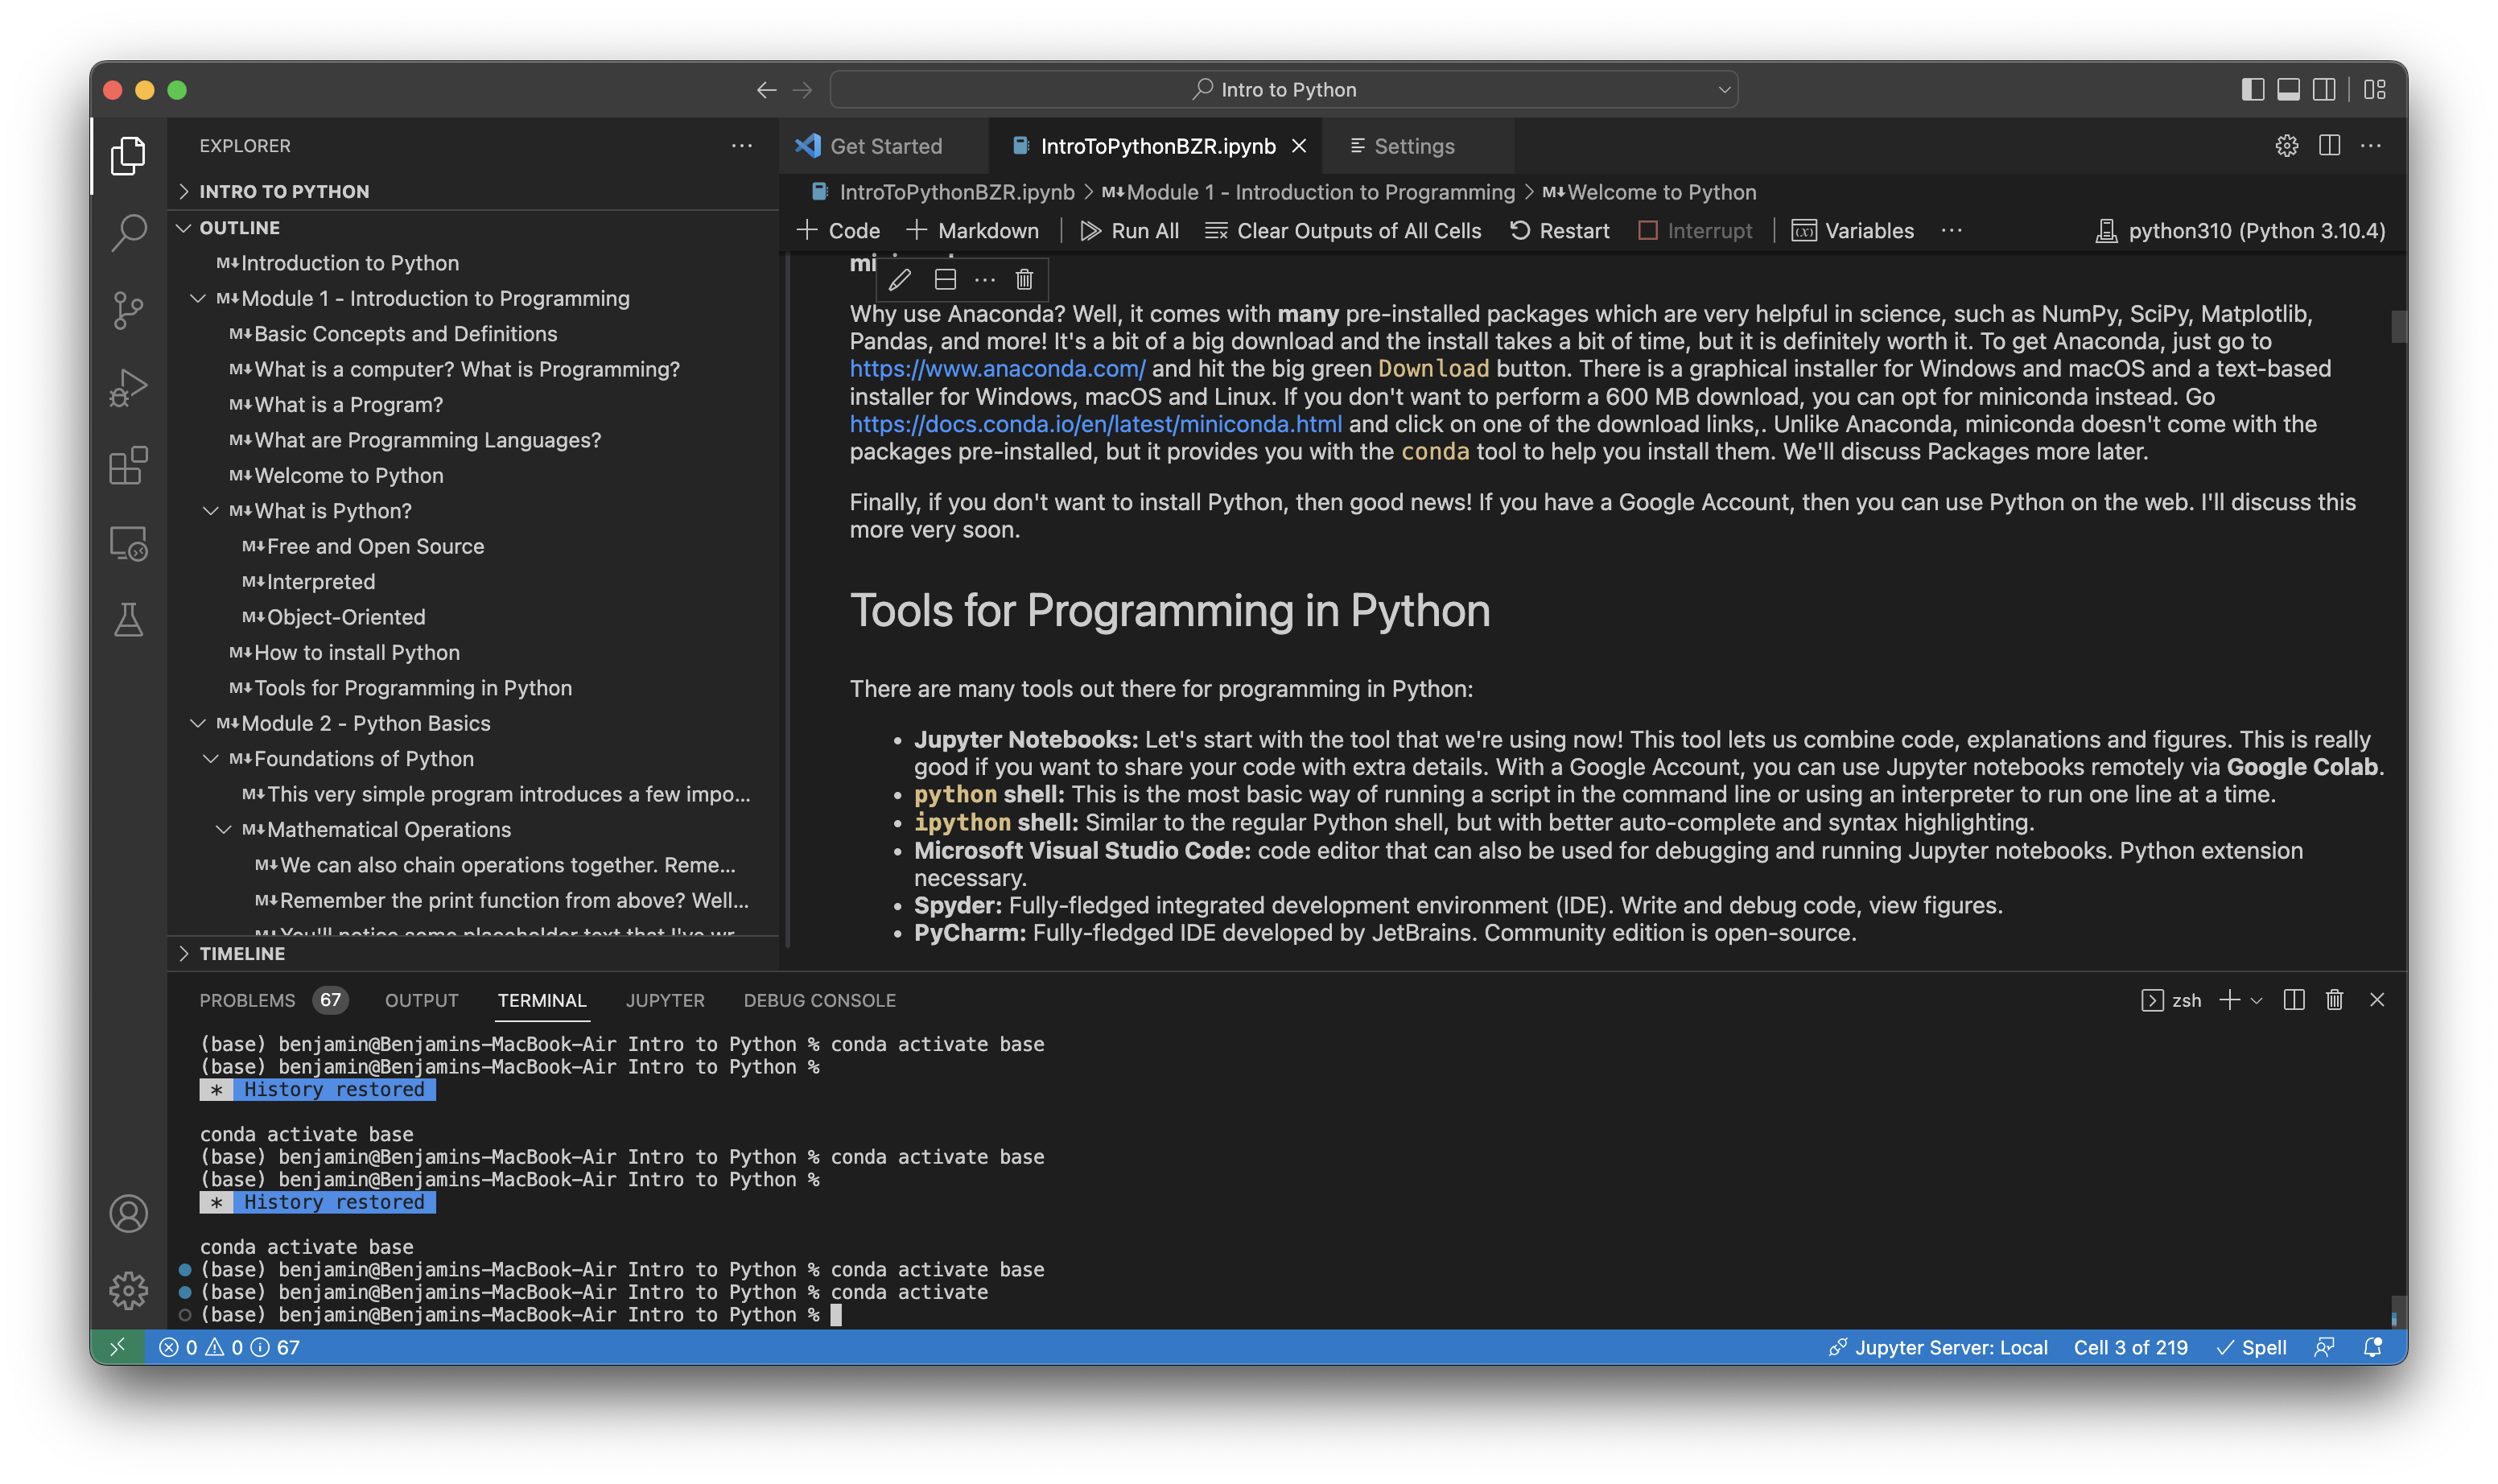 Intro to Python
EXPLORER
INTRO TO PYTHON
OUTLINE
Introduction to Python
Module 1 - Introduction to Programming
Basic Concepts and Definitions
What is a computer? What is Programming?
What is a Program?
What are Programming Languages?
Welcome to Python
What is Python?
Free and Open Source
Interpreted
Object-Oriented
How to install Python
Tools for Programming in Python
Module 2 - Python Basics
Foundations of Python
This very simple program introduces a few impo...
Mathematical Operations
We can also chain operations together. Reme...
Remember the print function from above? Well...
You'll notice some placeholder text that I've wr...
TIMELINE
Get Started
IntroToPythonBZR.ipynb
Settings
IntroToPythonBZR.ipynb > M↓Module 1 - Introduction to Programming > M↓Welcome to Python
Code Markdown Run All Clear Outputs of All Cells Restart Interrupt Variables ... python310 (Python 3.10.4)
Why use Anaconda? Well, it comes with many pre-installed packages which are very helpful in science, such as NumPy, SciPy, Matplotlib,
Pandas, and more! It's a bit of a big download and the install takes a bit of time, but it is definitely worth it. To get Anaconda, just go to
https://www.anaconda.com/ and hit the big green Download button. There is a graphical installer for Windows and macOS and a text-based
installer for Windows, macOS and Linux. If you don't want to perform a 600 MB download, you can opt for miniconda instead. Go
https://docs.conda.io/en/latest/miniconda.html and click on one of the download links,. Unlike Anaconda, miniconda doesn't come with the
packages pre-installed, but it provides you with the conda tool to help you install them. We'll discuss Packages more later.
Finally, if you don't want to install Python, then good news! If you have a Google Account, then you can use Python on the web. I'll discuss this
more very soon.
Tools for Programming in Python
There are many tools out there for programming in Python:
• Jupyter Notebooks: Let's start with the tool that we're using now! This tool lets us combine code, explanations and figures. This is really
good if you want to share your code with extra details. With a Google Account, you can use Jupyter notebooks remotely via Google Colab.
• python shell: This is the most basic way of running a script in the command line or using an interpreter to run one line at a time.
• ipython shell: Similar to the regular Python shell, but with better auto-complete and syntax highlighting.
• Microsoft Visual Studio Code: code editor that can also be used for debugging and running Jupyter notebooks. Python extension
necessary.
• Spyder: Fully-fledged integrated development environment (IDE). Write and debug code, view figures.
• PyCharm: Fully-fledged IDE developed by JetBrains. Community edition is open-source.
PROBLEMS 67 OUTPUT TERMINAL JUPYTER DEBUG CONSOLE zsh
(base) benjamin@Benjamins-MacBook-Air Intro to Python % conda activate base
(base) benjamin@Benjamins-MacBook-Air Intro to Python %
* History restored
conda activate base
(base) benjamin@Benjamins-MacBook-Air Intro to Python % conda activate base
(base) benjamin@Benjamins-MacBook-Air Intro to Python %
* History restored
conda activate base
(base) benjamin@Benjamins-MacBook-Air Intro to Python % conda activate base
(base) benjamin@Benjamins-MacBook-Air Intro to Python % conda activate
(base) benjamin@Benjamins-MacBook-Air Intro to Python %
0 0 67 Jupyter Server: Local Cell 3 of 219 Spell